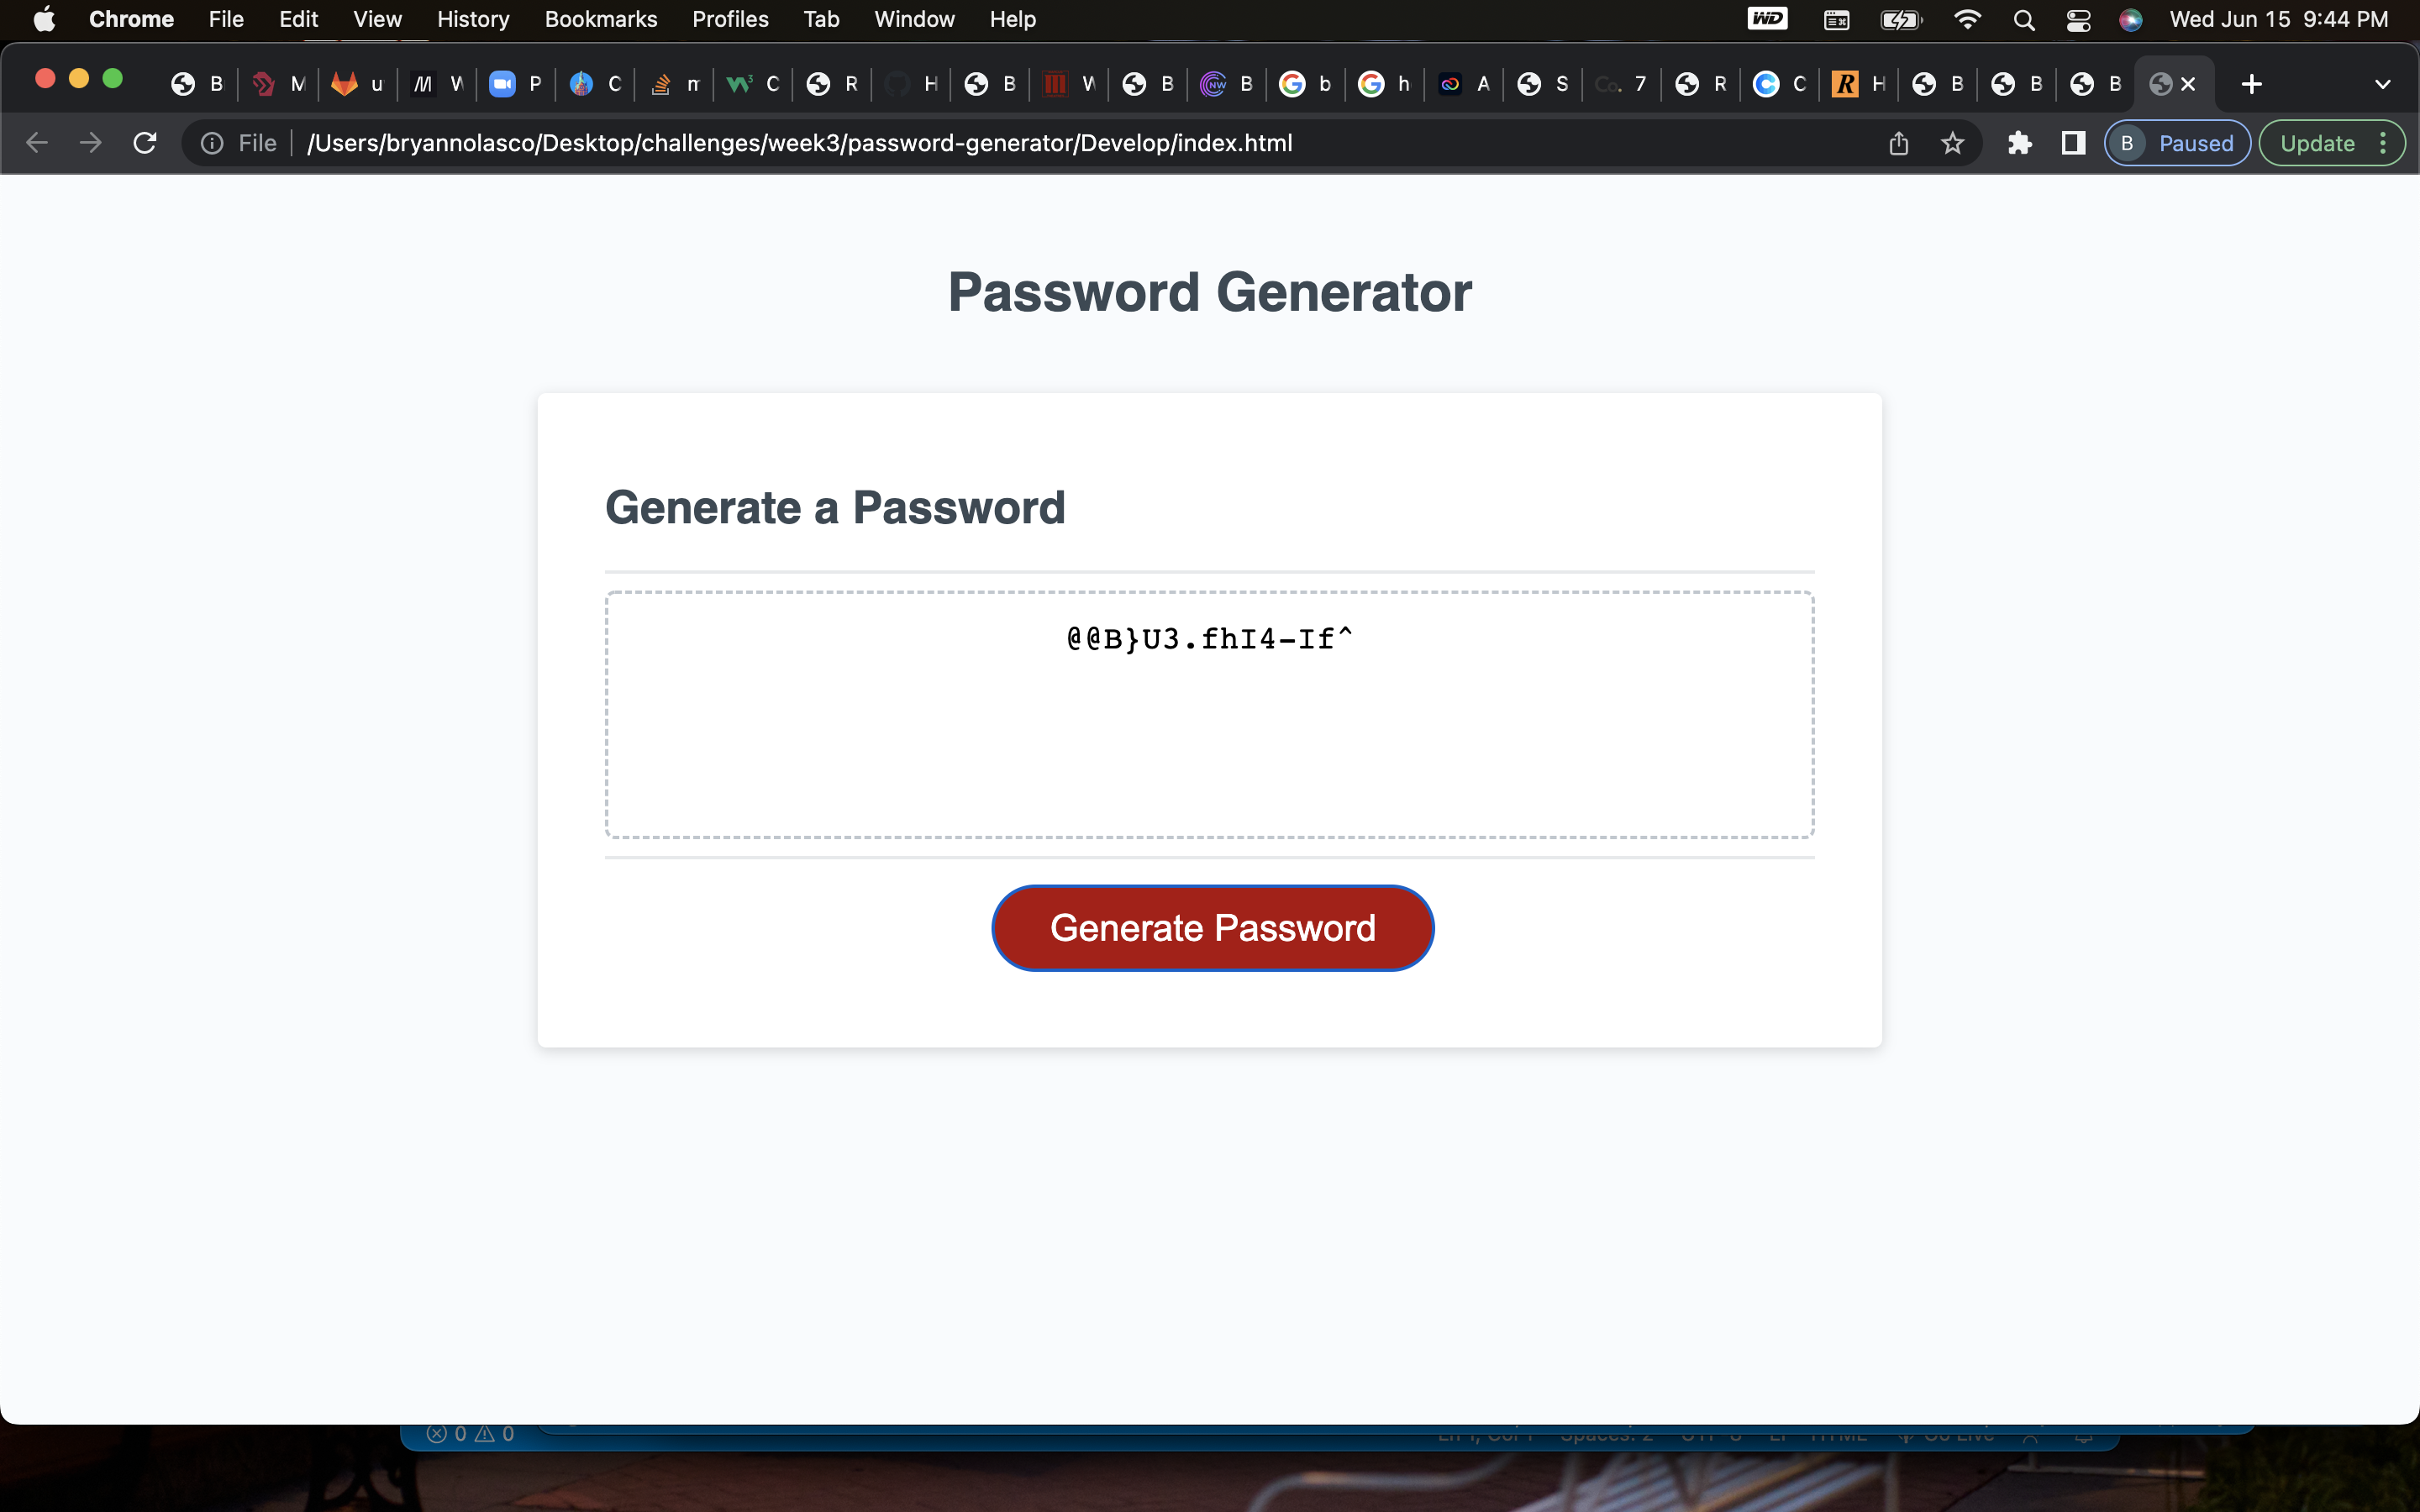 Chrome File Edit View History Bookmarks Profiles Tab Window Help WD Wed Jun 15 9:44 PM
B M u W P C m C R H B W B B b h A S Co. 7 R C R H B B B
File /Users/bryannolasco/Desktop/challenges/week3/password-generator/Develop/index.html B Paused Update
Password Generator
Generate a Password
@@B}U3.fhI4-If^
Generate Password
0 0